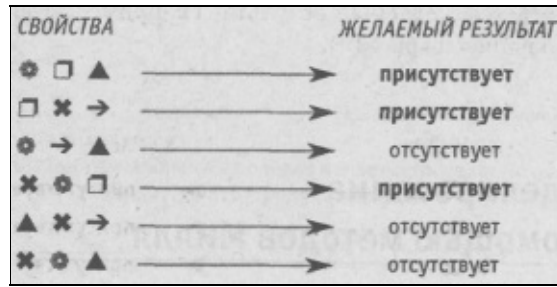 СВОЙСТВА ЖЕЛАЕМЫЙ РЕЗУЛЬТАТ
присутствует
присутствует
отсутствует
присутствует
отсутствует
отсутствует